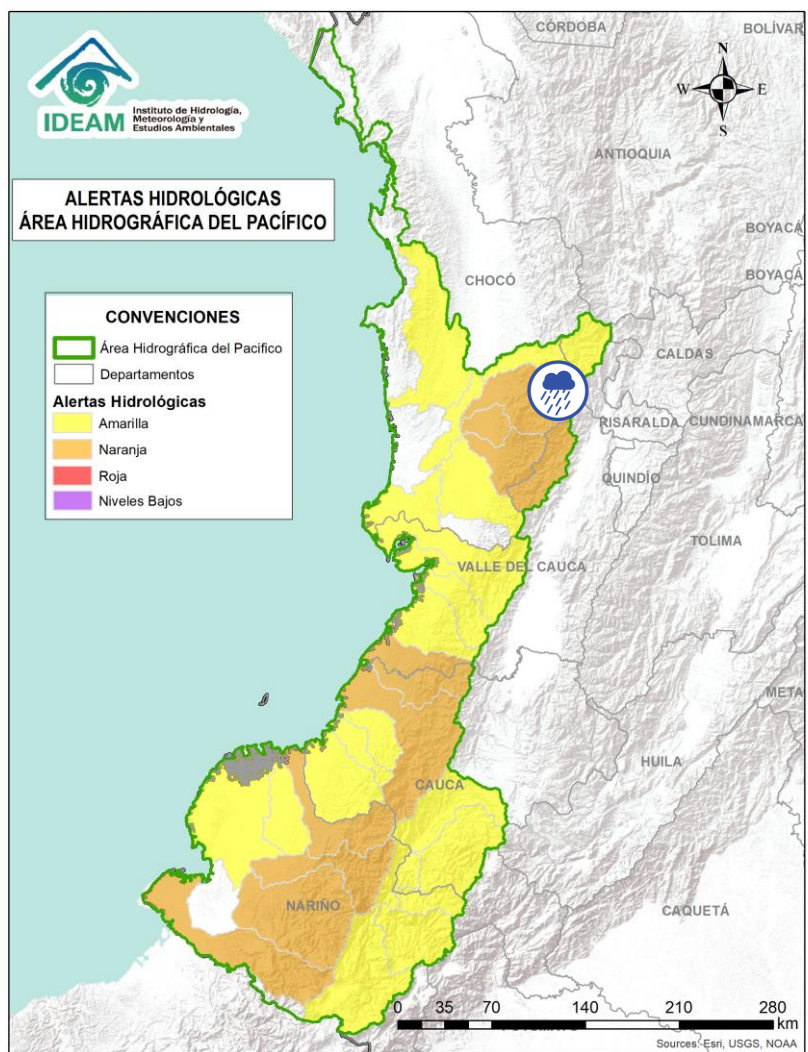 IDEAM
Instituto de Hidrología,
Meteorología y
Estudios Ambientales
ALERTAS HIDROLÓGICAS
ÁREA HIDROGRÁFICA DEL PACÍFICO
CONVENCIONES
Área Hidrográfica del Pacifico
Departamentos
Alertas Hidrológicas
Amarilla
Naranja
Roja
Niveles Bajos
N
W
E
S
CÓRDOBA
BOLÍVAR
ANTIOQUIA
BOYACÁ
BOYACÁ
CHOCÓ
CALDAS
RISARALDA
CUNDINAMARCA
QUINDÍO
TOLIMA
VALLE DEL CAUCA
META
HUILA
CAUCA
NARIÑO
CAQUETÁ
0 35 70 140 210 280
km
Sources: Esri, USGS, NOAA